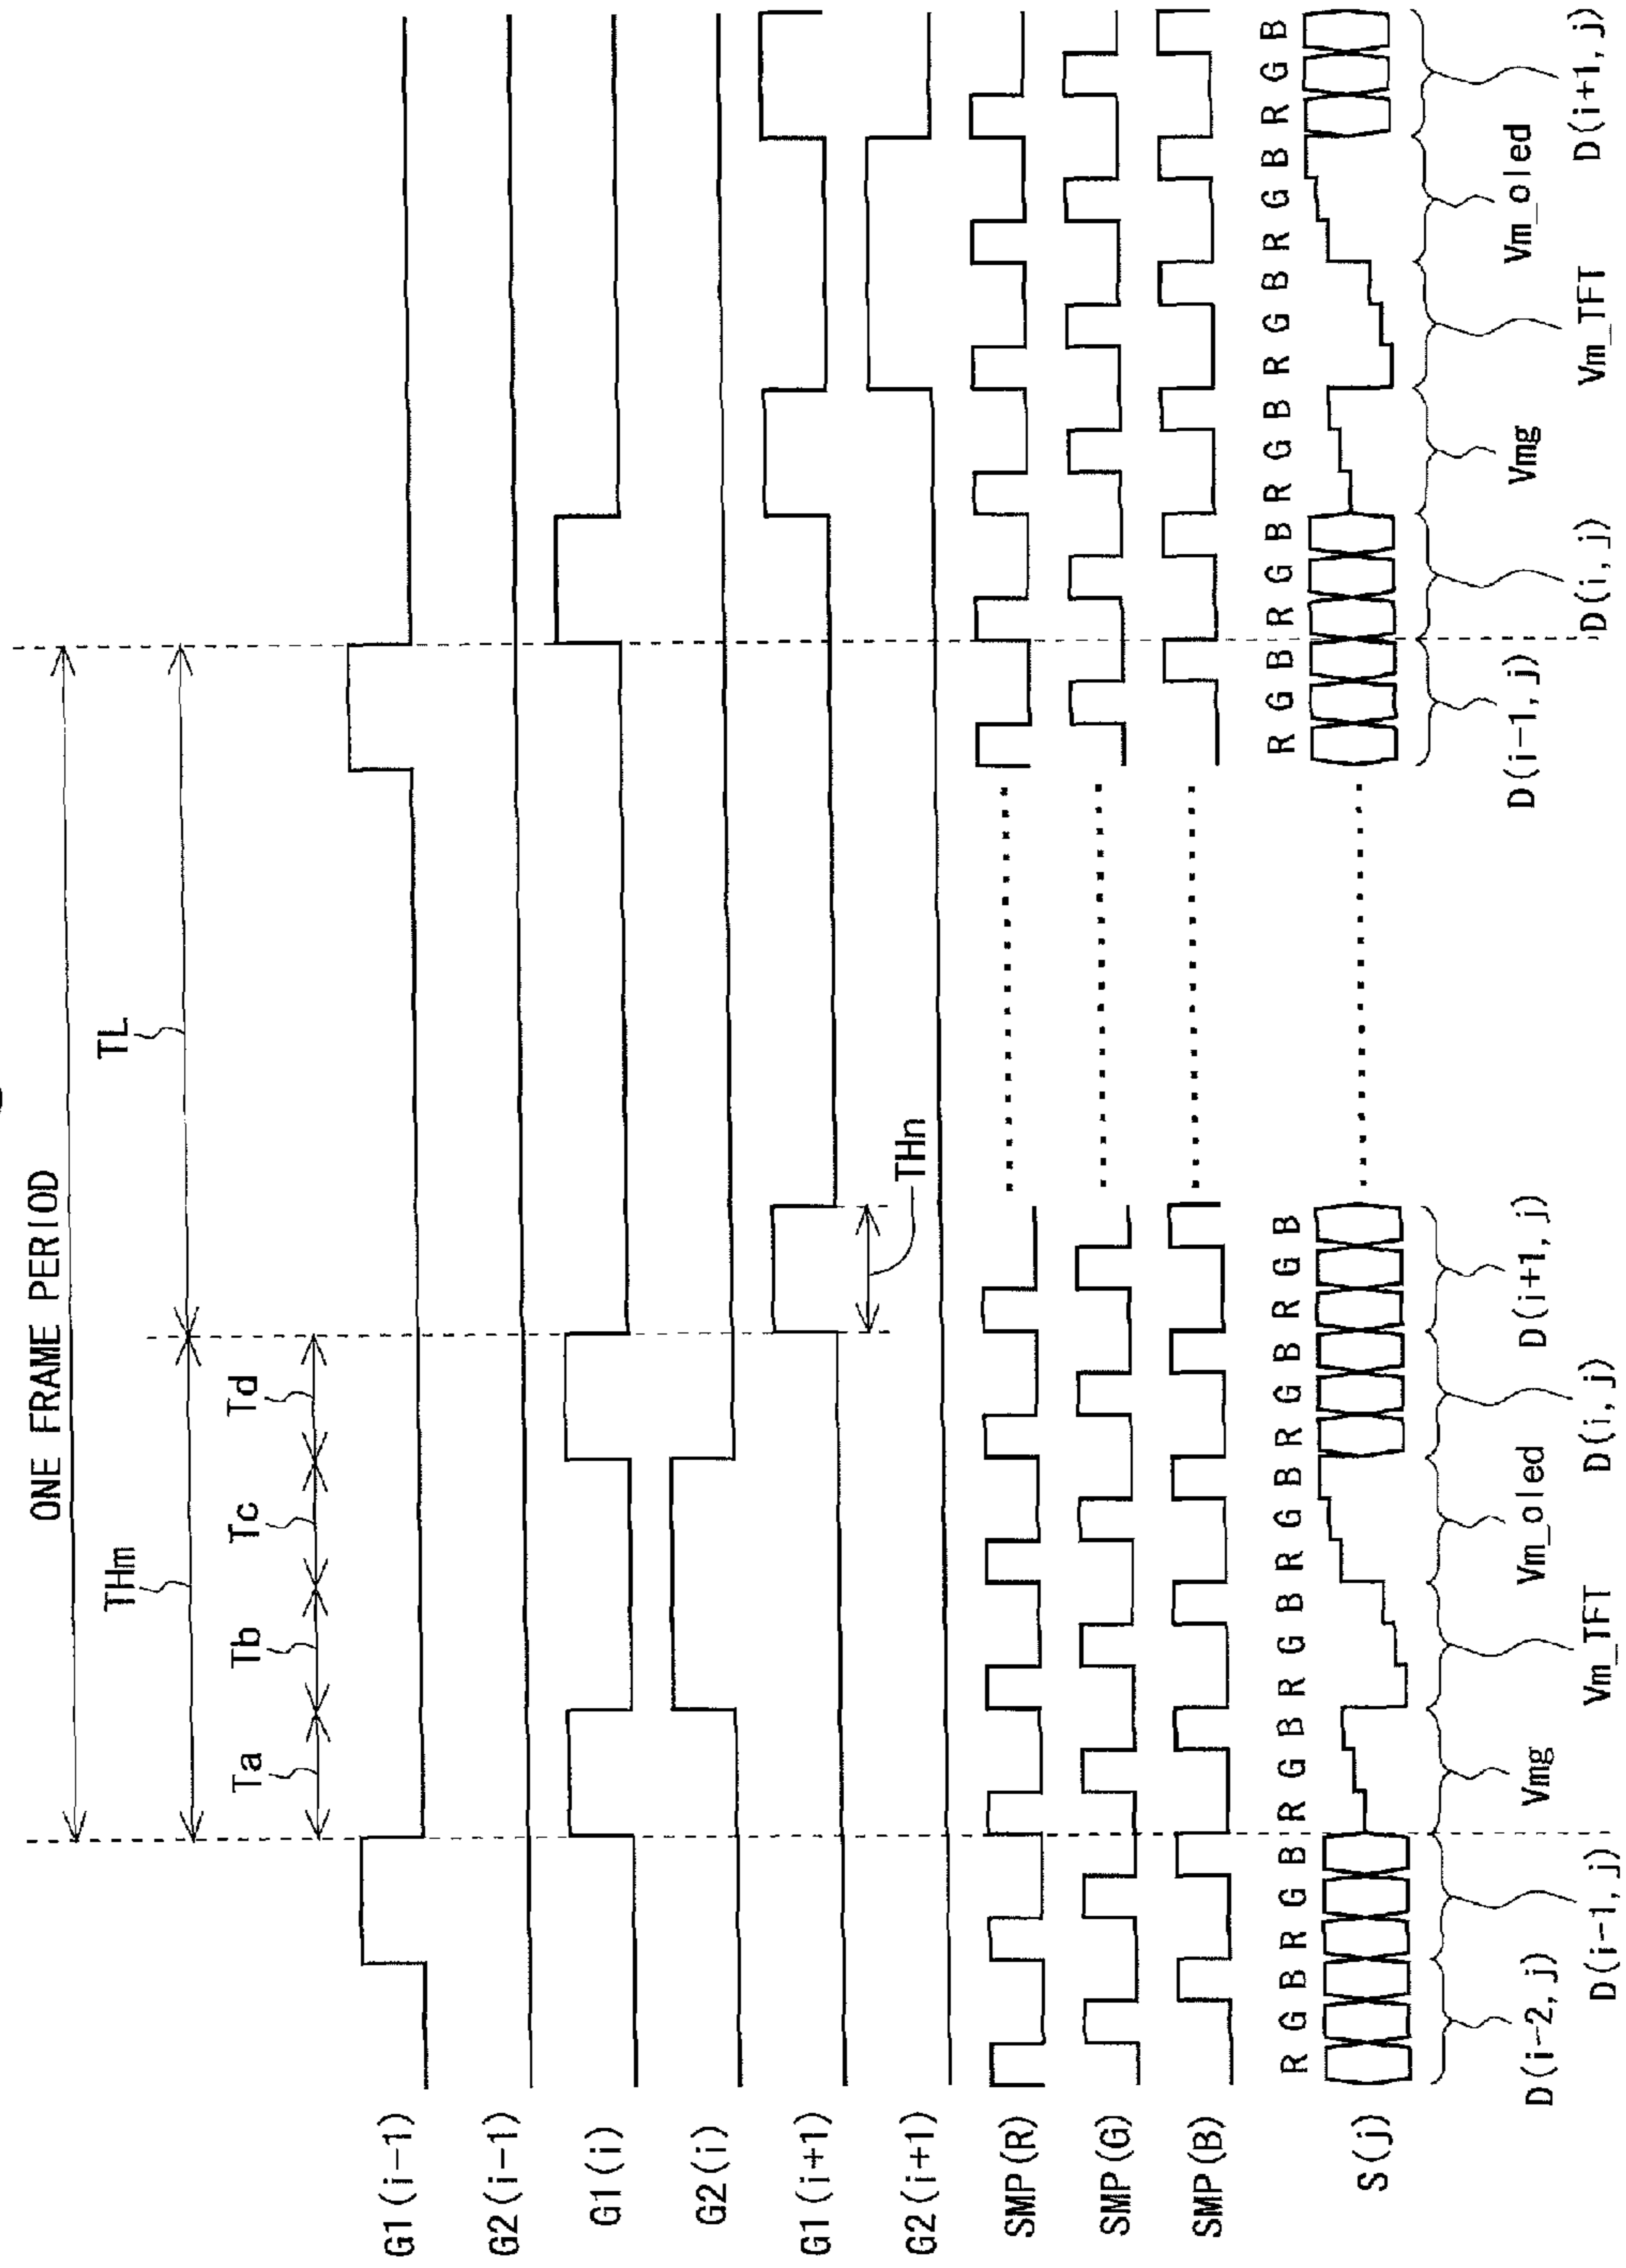 ONE FRAME PERIOD
THm TL
Ta Tb Tc Td
G1(i-1)
G2(i-1)
G1(i)
G2(i)
G1(i+1)
THn
G2(i+1)
SMP(R)
SMP(G)
SMP(B)
R G B R G B R G B R G B R G B R G B R G B R G B R G B R G B R G B R G B R G B
S(j)
D(i-2,j) Vmg Vm_oled D(i+1,j) D(i-1,j) Vmg Vm_oled
D(i-1,j) Vm_TFT D(i,j) D(i,j) Vm_TFT D(i+1,j)